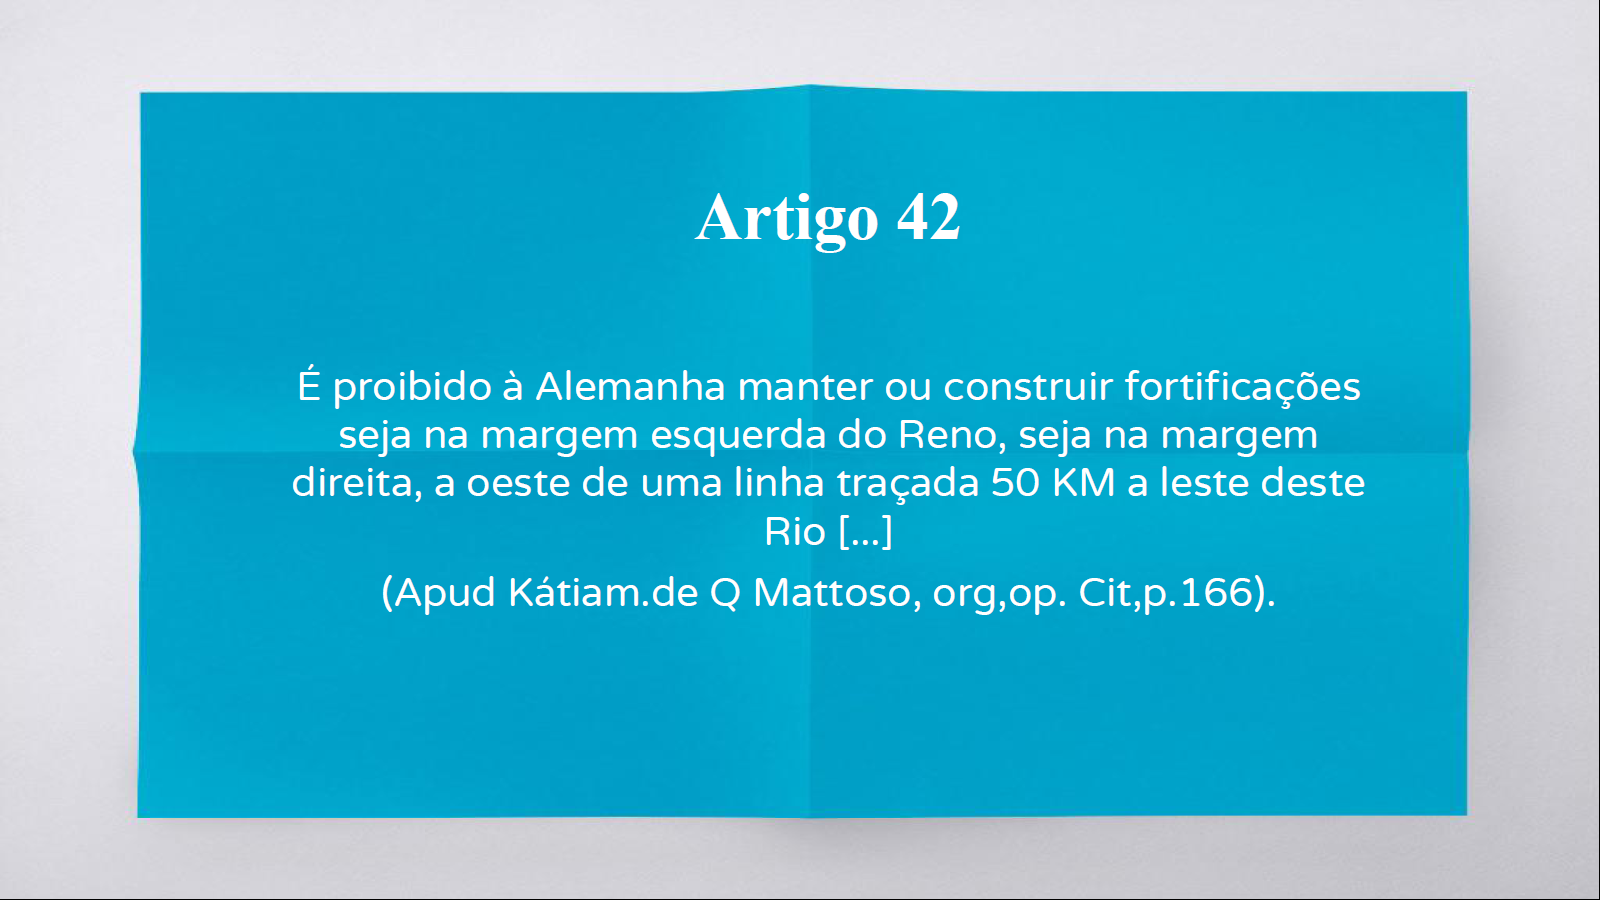 Artigo 42
É proibido à Alemanha manter ou construir fortificações
seja na margem esquerda do Reno, seja na margem
direita, a oeste de uma linha traçada 50 KM a leste deste
Rio [...]
(Apud Kátiam.de Q Mattoso, org,op. Cit,p.166).